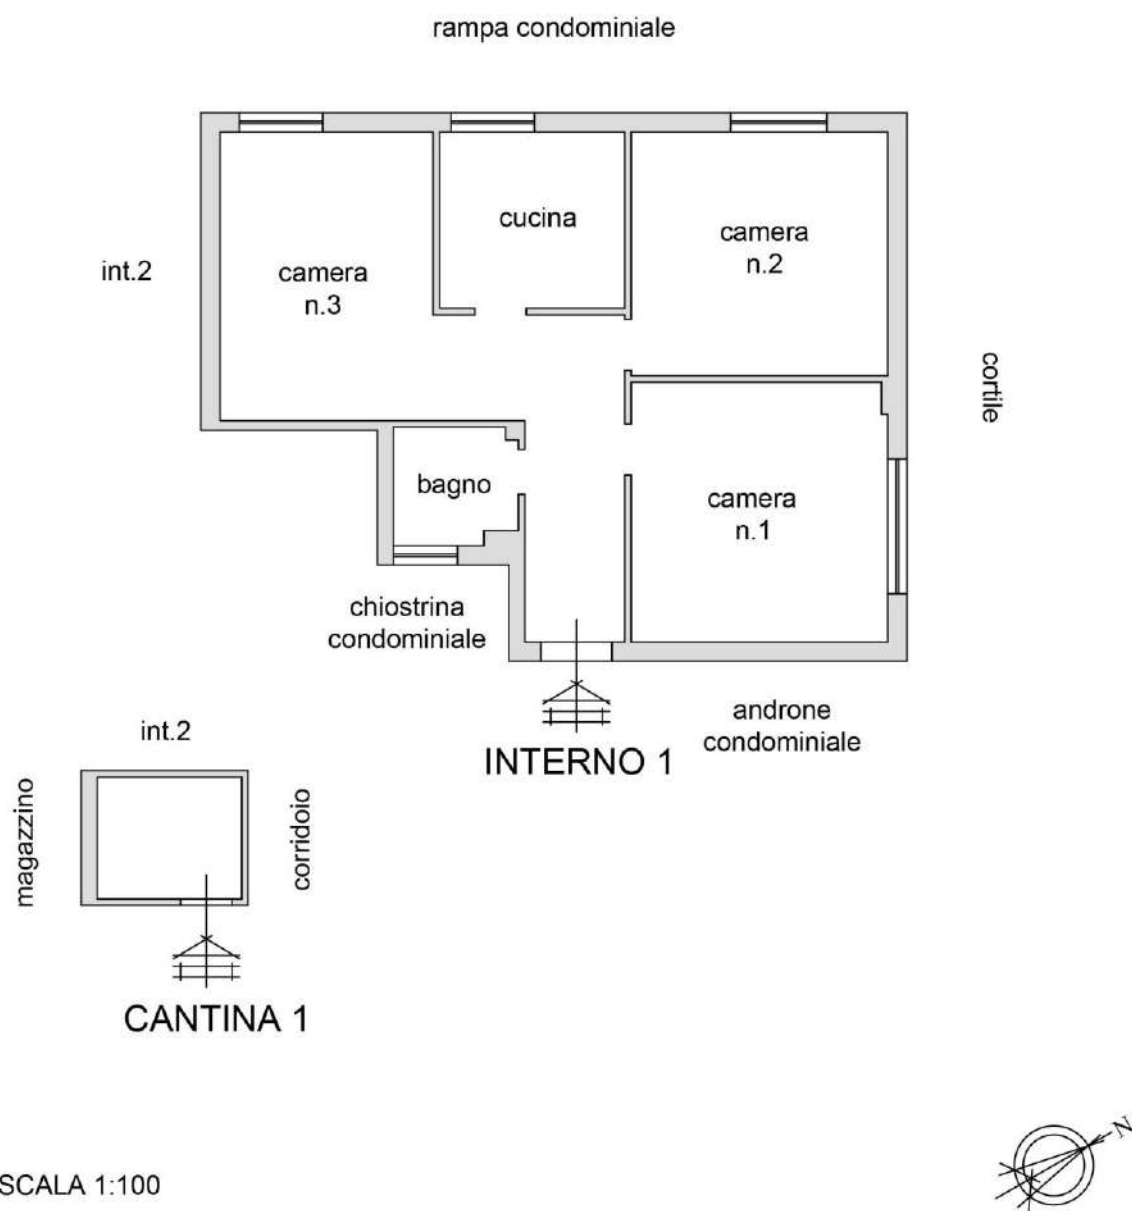 rampa condominiale
cucina
camera
n.2
int.2
camera
n.3
cortile
bagno
camera
n.1
chiostrina
condominiale
androne
condominiale
INTERNO 1
int.2
magazzino
corridoio
CANTINA 1
N
SCALA 1:100